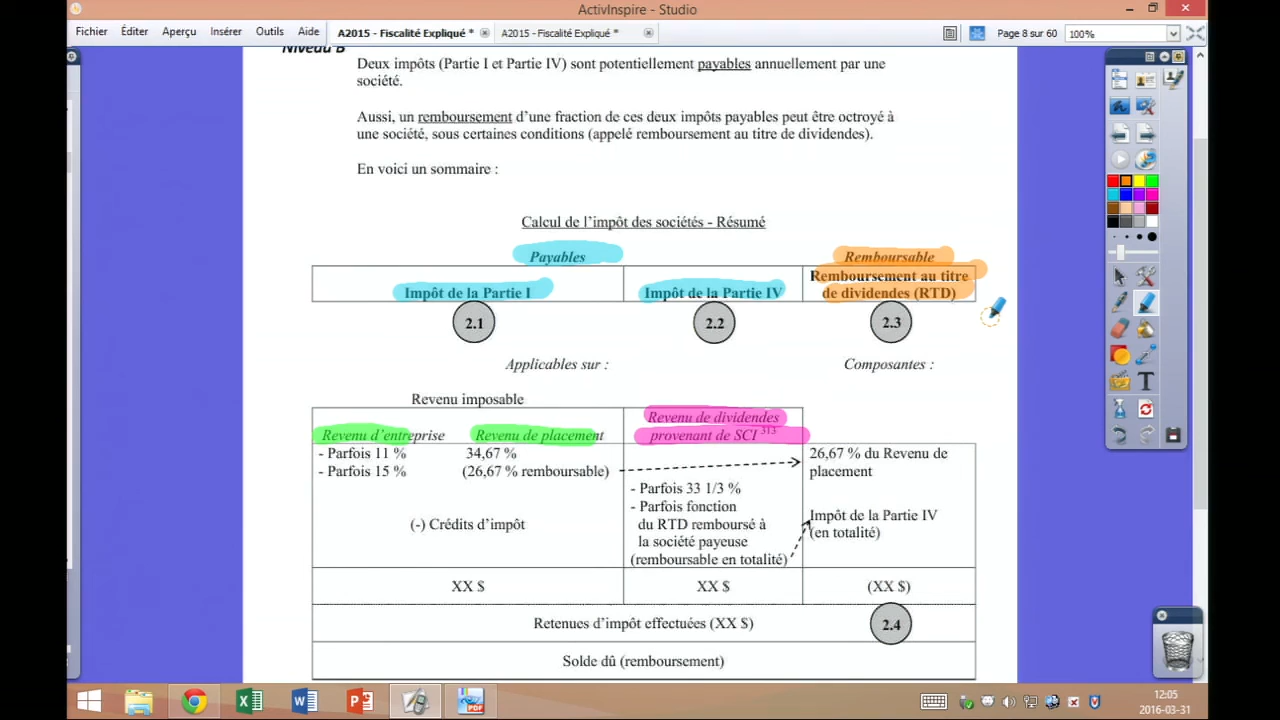 ActivInspire - Studio
Fichier Éditer Aperçu Insérer Outils Aide
A2015 - Fiscalité Expliqué * A2015 - Fiscalité Expliqué *
Page 8 sur 60 100%
Niveau B
Deux impôts (Partie I et Partie IV) sont potentiellement payables annuellement par une
société.
Aussi, un remboursement d’une fraction de ces deux impôts payables peut être octroyé à
une société, sous certaines conditions (appelé remboursement au titre de dividendes).
En voici un sommaire :
Calcul de l’impôt des sociétés - Résumé
Payables Remboursable
Impôt de la Partie I
Impôt de la Partie IV
Remboursement au titre
de dividendes (RTD)
2.1 2.2 2.3
Applicables sur : Composantes :
Revenu imposable
Revenu d’entreprise Revenu de placement
Revenu de dividendes
provenant de SCI 313
- Parfois 11 % 34,67 %
- Parfois 15 % (26,67 % remboursable)
(-) Crédits d’impôt
- Parfois 33 1/3 %
- Parfois fonction
du RTD remboursé à
la société payeuse
(remboursable en totalité)
26,67 % du Revenu de
placement
Impôt de la Partie IV
(en totalité)
XX $ XX $ (XX $)
Retenues d’impôt effectuées (XX $) 2.4
Solde dû (remboursement)
12:05
2016-03-31